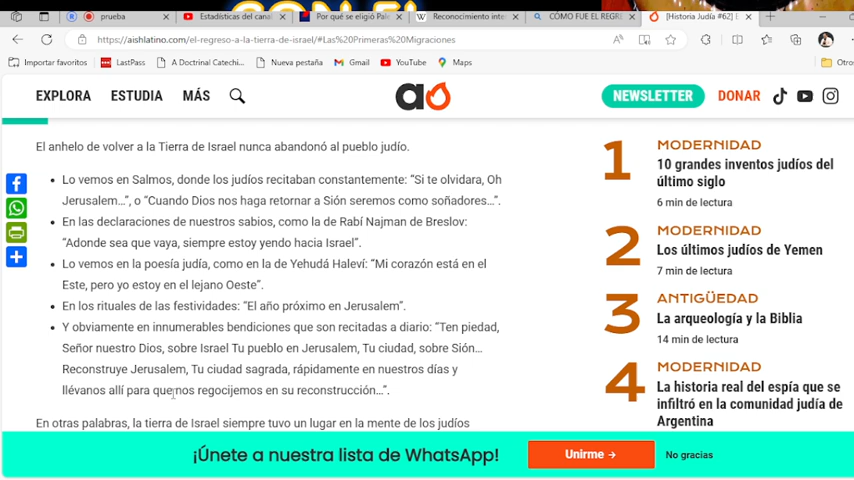 prueba
Estadísticas del canal
Por qué se eligió Pale
Reconocimiento inte
CÓMO FUE EL REGRE
[Historia Judía #62] E
https://aishlatino.com/el-regreso-a-la-tierra-de-israel/#Las%20Primeras%20Migraciones
Importar favoritos
LastPass
A Doctrinal Catechi...
Nueva pestaña
Gmail
YouTube
Maps
Otros
EXPLORA
ESTUDIA
MÁS
NEWSLETTER
DONAR
El anhelo de volver a la Tierra de Israel nunca abandonó al pueblo judío.
Lo vemos en Salmos, donde los judíos recitaban constantemente: “Si te olvidara, Oh
Jerusalem...”, o “Cuando Dios nos haga retornar a Sión seremos como soñadores...”.
En las declaraciones de nuestros sabios, como la de Rabí Najman de Breslov:
“Adonde sea que vaya, siempre estoy yendo hacia Israel”.
Lo vemos en la poesía judía, como en la de Yehudá Haleví: “Mi corazón está en el
Este, pero yo estoy en el lejano Oeste”.
En los rituales de las festividades: “El año próximo en Jerusalem”.
Y obviamente en innumerables bendiciones que son recitadas a diario: “Ten piedad,
Señor nuestro Dios, sobre Israel Tu pueblo en Jerusalem, Tu ciudad, sobre Sión...
Reconstruye Jerusalem, Tu ciudad sagrada, rápidamente en nuestros días y
llévanos allí para que nos regocijemos en su reconstrucción...”.
En otras palabras, la tierra de Israel siempre tuvo un lugar en la mente de los judíos
1
MODERNIDAD
10 grandes inventos judíos del
último siglo
6 min de lectura
2
MODERNIDAD
Los últimos judíos de Yemen
7 min de lectura
3
ANTIGÜEDAD
La arqueología y la Biblia
14 min de lectura
4
MODERNIDAD
La historia real del espía que se
infiltró en la comunidad judía de
Argentina
¡Únete a nuestra lista de WhatsApp!
Unirme →
No gracias